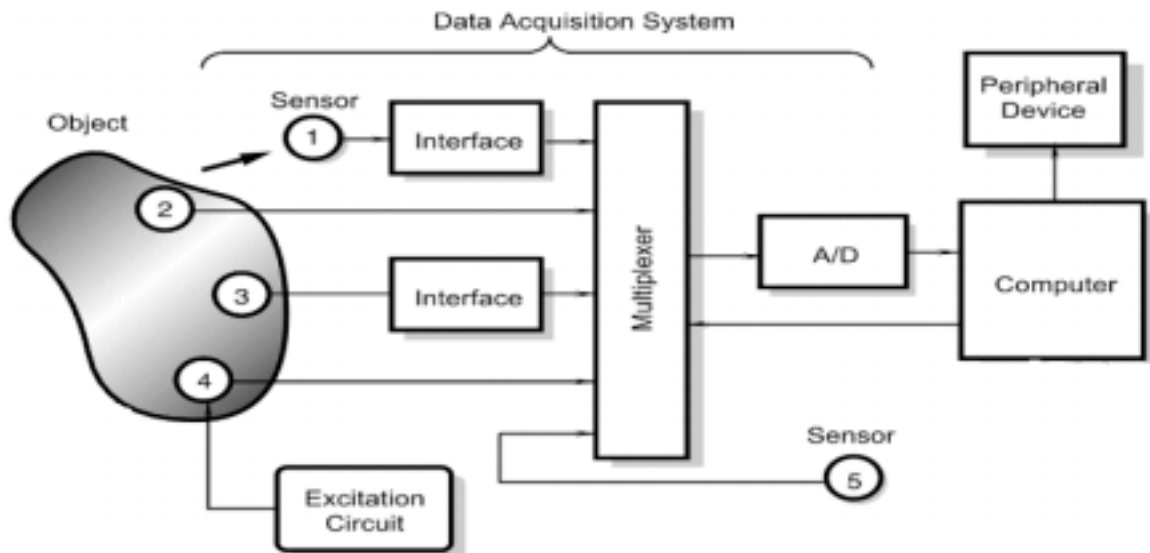 Data Acquisition System
Object
Sensor
1
Interface
2
3
Interface
4
Multiplexer
A/D
Peripheral
Device
Computer
Sensor
5
Excitation
Circuit